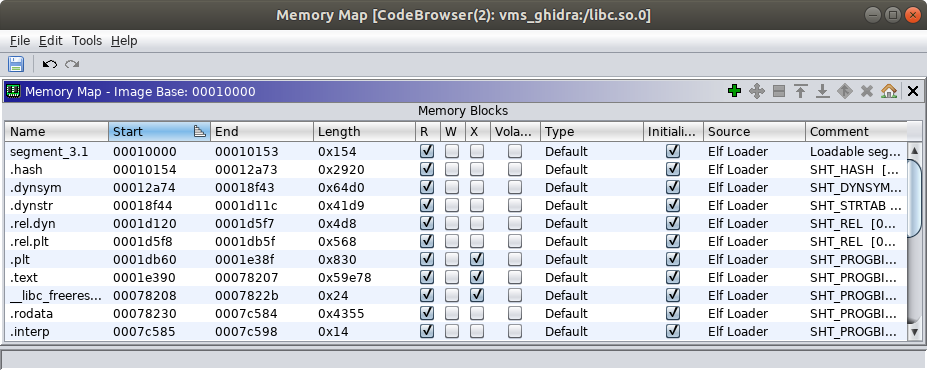 Memory Map [CodeBrowser(2): vms_ghidra:/libc.so.0]
File Edit Tools Help
Memory Map - Image Base: 00010000
Memory Blocks
Name Start End Length R W X Vola... Type Initiali... Source Comment
segment_3.1 00010000 00010153 0x154 Default Elf Loader Loadable seg...
.hash 00010154 00012a73 0x2920 Default Elf Loader SHT_HASH [...
.dynsym 00012a74 00018f43 0x64d0 Default Elf Loader SHT_DYNSYM...
.dynstr 00018f44 0001d11c 0x41d9 Default Elf Loader SHT_STRTAB ...
.rel.dyn 0001d120 0001d5f7 0x4d8 Default Elf Loader SHT_REL [0...
.rel.plt 0001d5f8 0001db5f 0x568 Default Elf Loader SHT_REL [0...
.plt 0001db60 0001e38f 0x830 Default Elf Loader SHT_PROGBI...
.text 0001e390 00078207 0x59e78 Default Elf Loader SHT_PROGBI...
__libc_freeres... 00078208 0007822b 0x24 Default Elf Loader SHT_PROGBI...
.rodata 00078230 0007c584 0x4355 Default Elf Loader SHT_PROGBI...
.interp 0007c585 0007c598 0x14 Default Elf Loader SHT_PROGBI...